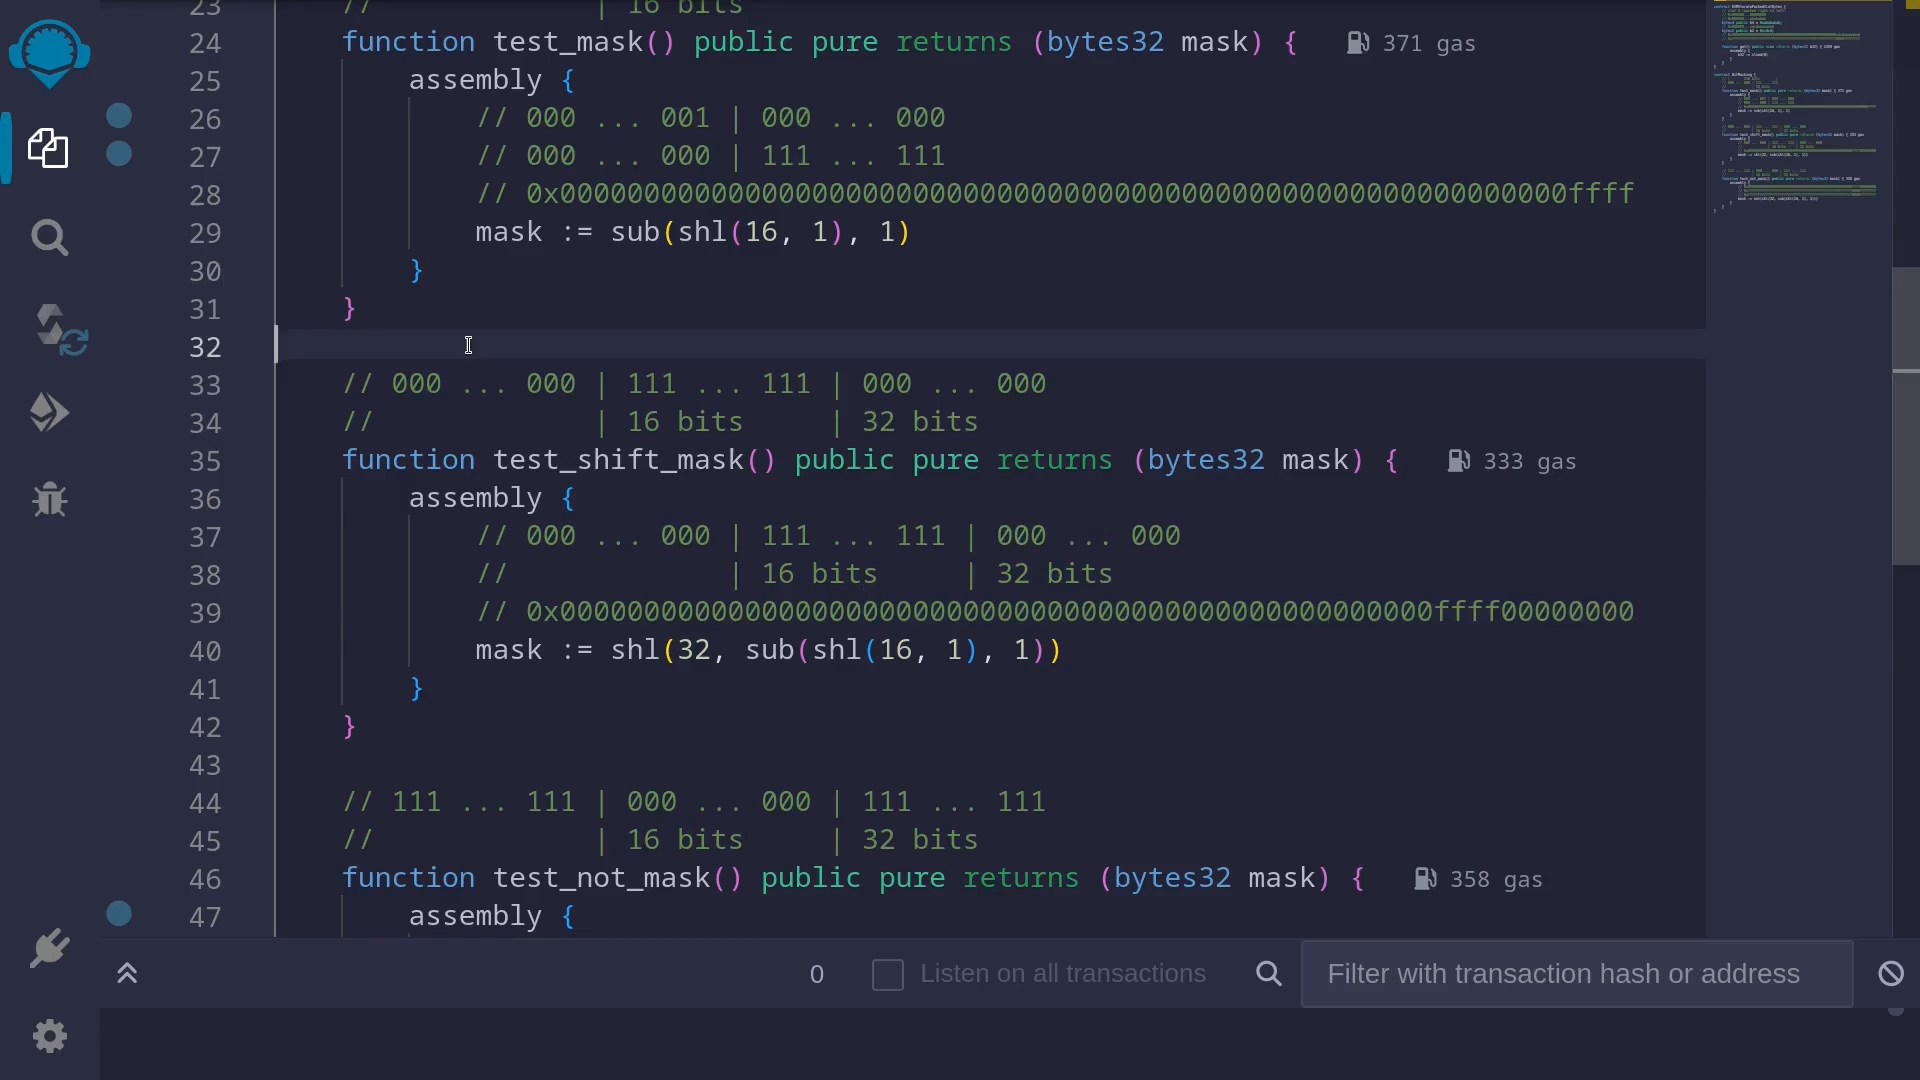 23 // | 16 bits
24 function test_mask() public pure returns (bytes32 mask) { 371 gas
25 assembly {
26 // 000 ... 001 | 000 ... 000
27 // 000 ... 000 | 111 ... 111
28 // 0x000000000000000000000000000000000000000000000000000000000000ffff
29 mask := sub(shl(16, 1), 1)
30 }
31 }
32
33 // 000 ... 000 | 111 ... 111 | 000 ... 000
34 // | 16 bits | 32 bits
35 function test_shift_mask() public pure returns (bytes32 mask) { 333 gas
36 assembly {
37 // 000 ... 000 | 111 ... 111 | 000 ... 000
38 // | 16 bits | 32 bits
39 // 0x0000000000000000000000000000000000000000000000000000ffff00000000
40 mask := shl(32, sub(shl(16, 1), 1))
41 }
42 }
43
44 // 111 ... 111 | 000 ... 000 | 111 ... 111
45 // | 16 bits | 32 bits
46 function test_not_mask() public pure returns (bytes32 mask) { 358 gas
47 assembly {
0 Listen on all transactions Filter with transaction hash or address